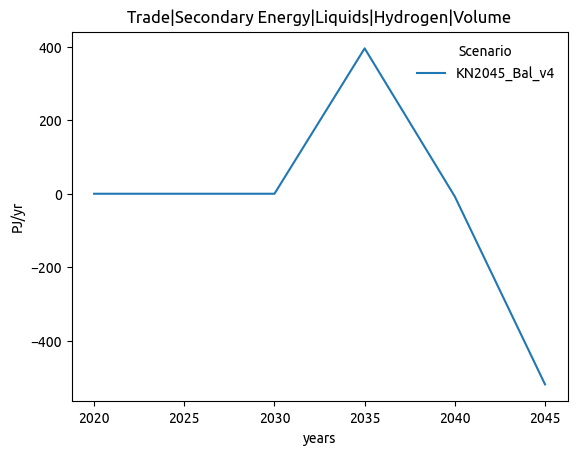 Trade|Secondary Energy|Liquids|Hydrogen|Volume
400
200
0
−200
−400
PJ/yr
Scenario
KN2045_Bal_v4
2020 2025 2030 2035 2040 2045
years